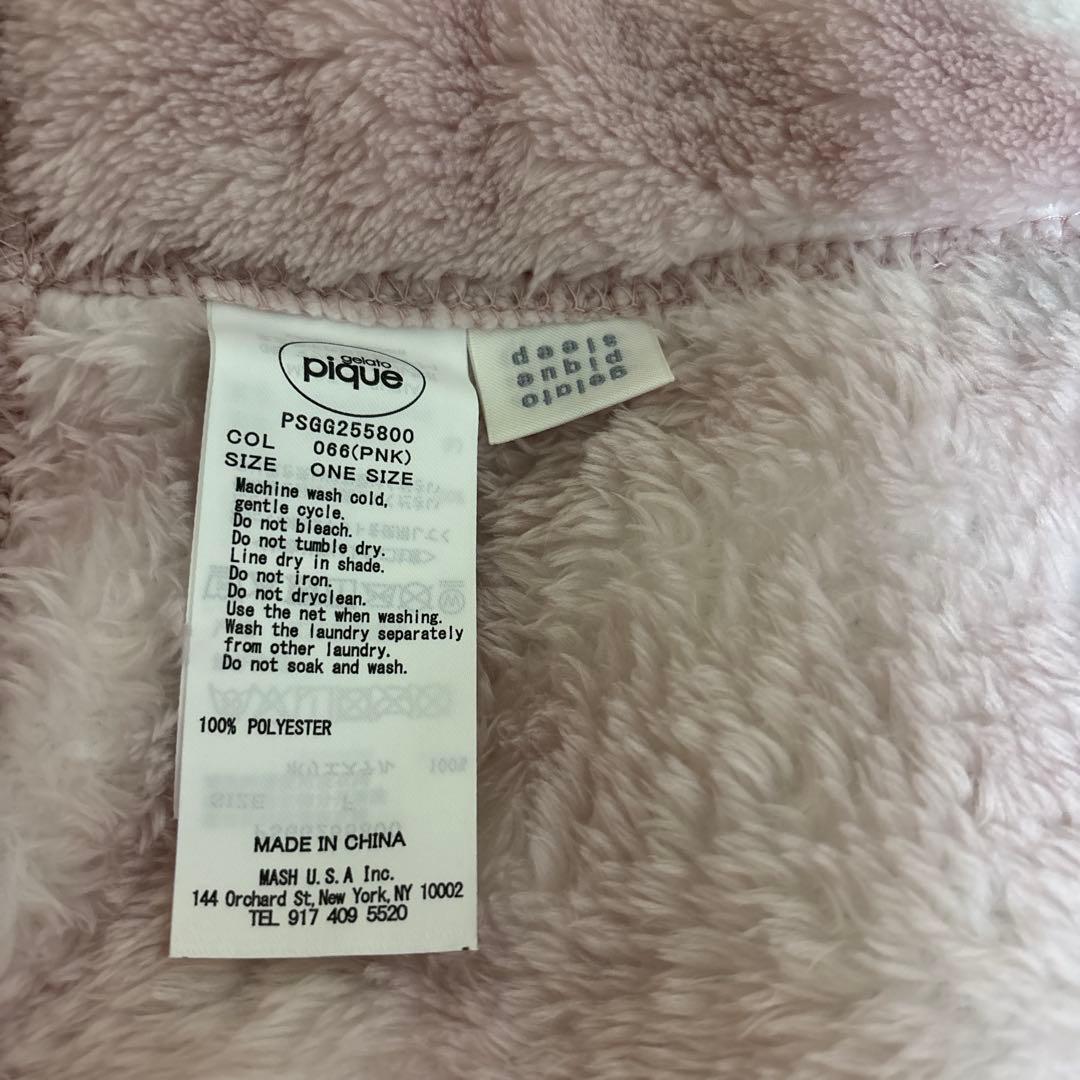 gelato
pique
PSGG255800
COL 066(PNK)
SIZE ONE SIZE
Machine wash cold,
gentle cycle.
Do not bleach.
Do not tumble dry.
Line dry in shade.
Do not iron.
Do not dryclean.
Use the net when washing.
Wash the laundry separately
from other laundry.
Do not soak and wash.
100% POLYESTER
MADE IN CHINA
MASH U.S.A Inc.
144 Orchard St, New York, NY 10002
TEL 917 409 5520
gelato
pique
sleep